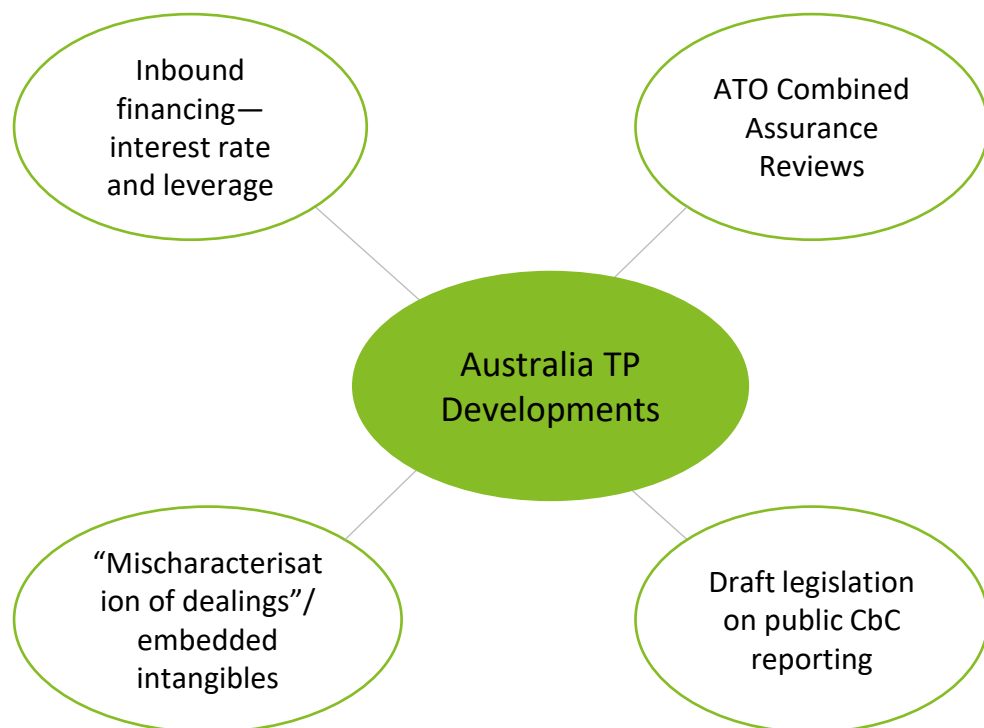 Inbound
financing—
interest rate
and leverage
ATO Combined
Assurance
Reviews
Australia TP
Developments
“Mischaracterisat
ion of dealings”/
embedded
intangibles
Draft legislation
on public CbC
reporting